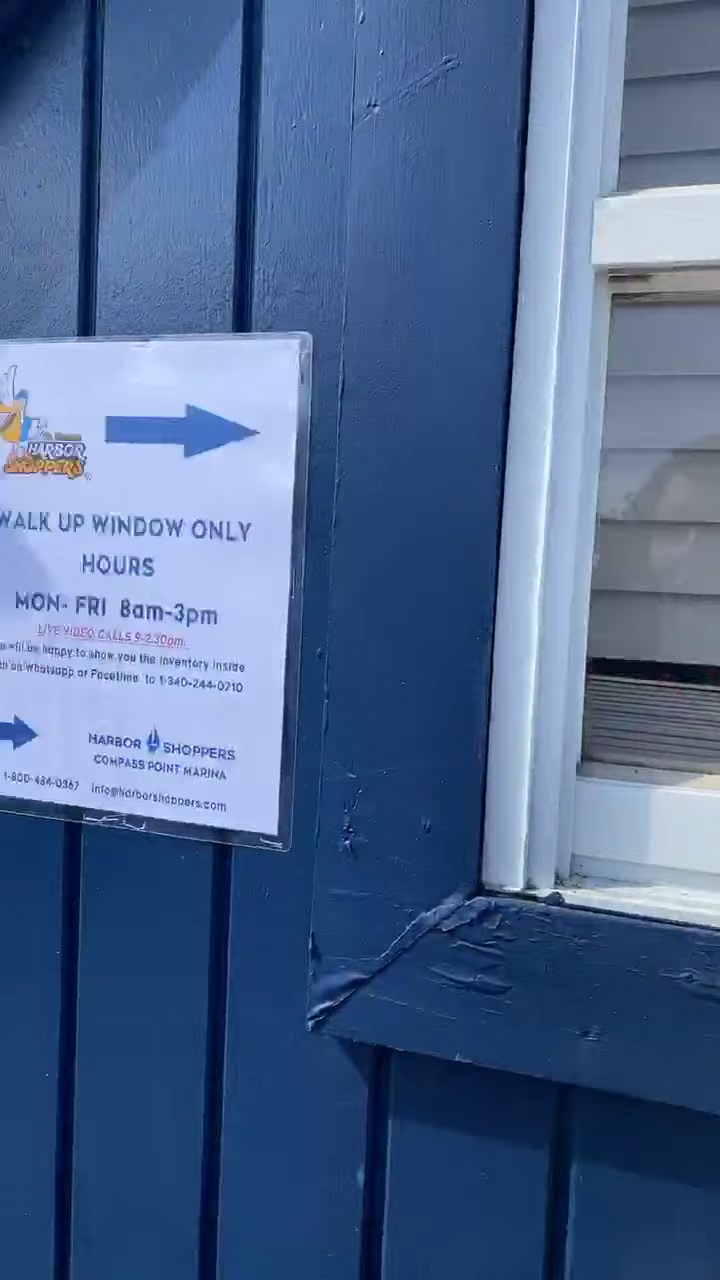 HARBOR
SHOPPERS
WALK UP WINDOW ONLY
HOURS
MON- FRI 8am-3pm
LIVE VIDEO CALLS 9-2:30pm.
will be happy to show you the inventory inside
on Whatsapp or Facetime to 1-340-244-0710
HARBOR SHOPPERS
COMPASS POINT MARINA
1-800-484-0367 info@harborshoppers.com